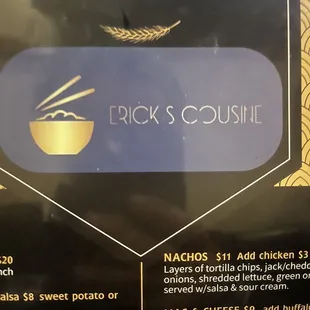 ERICK S COUSINE
$20
nch
alsa $8 sweet potato or
NACHOS $11 Add chicken $3
Layers of tortilla chips, jack/chedd
onions, shredded lettuce, green on
served w/salsa & sour cream.